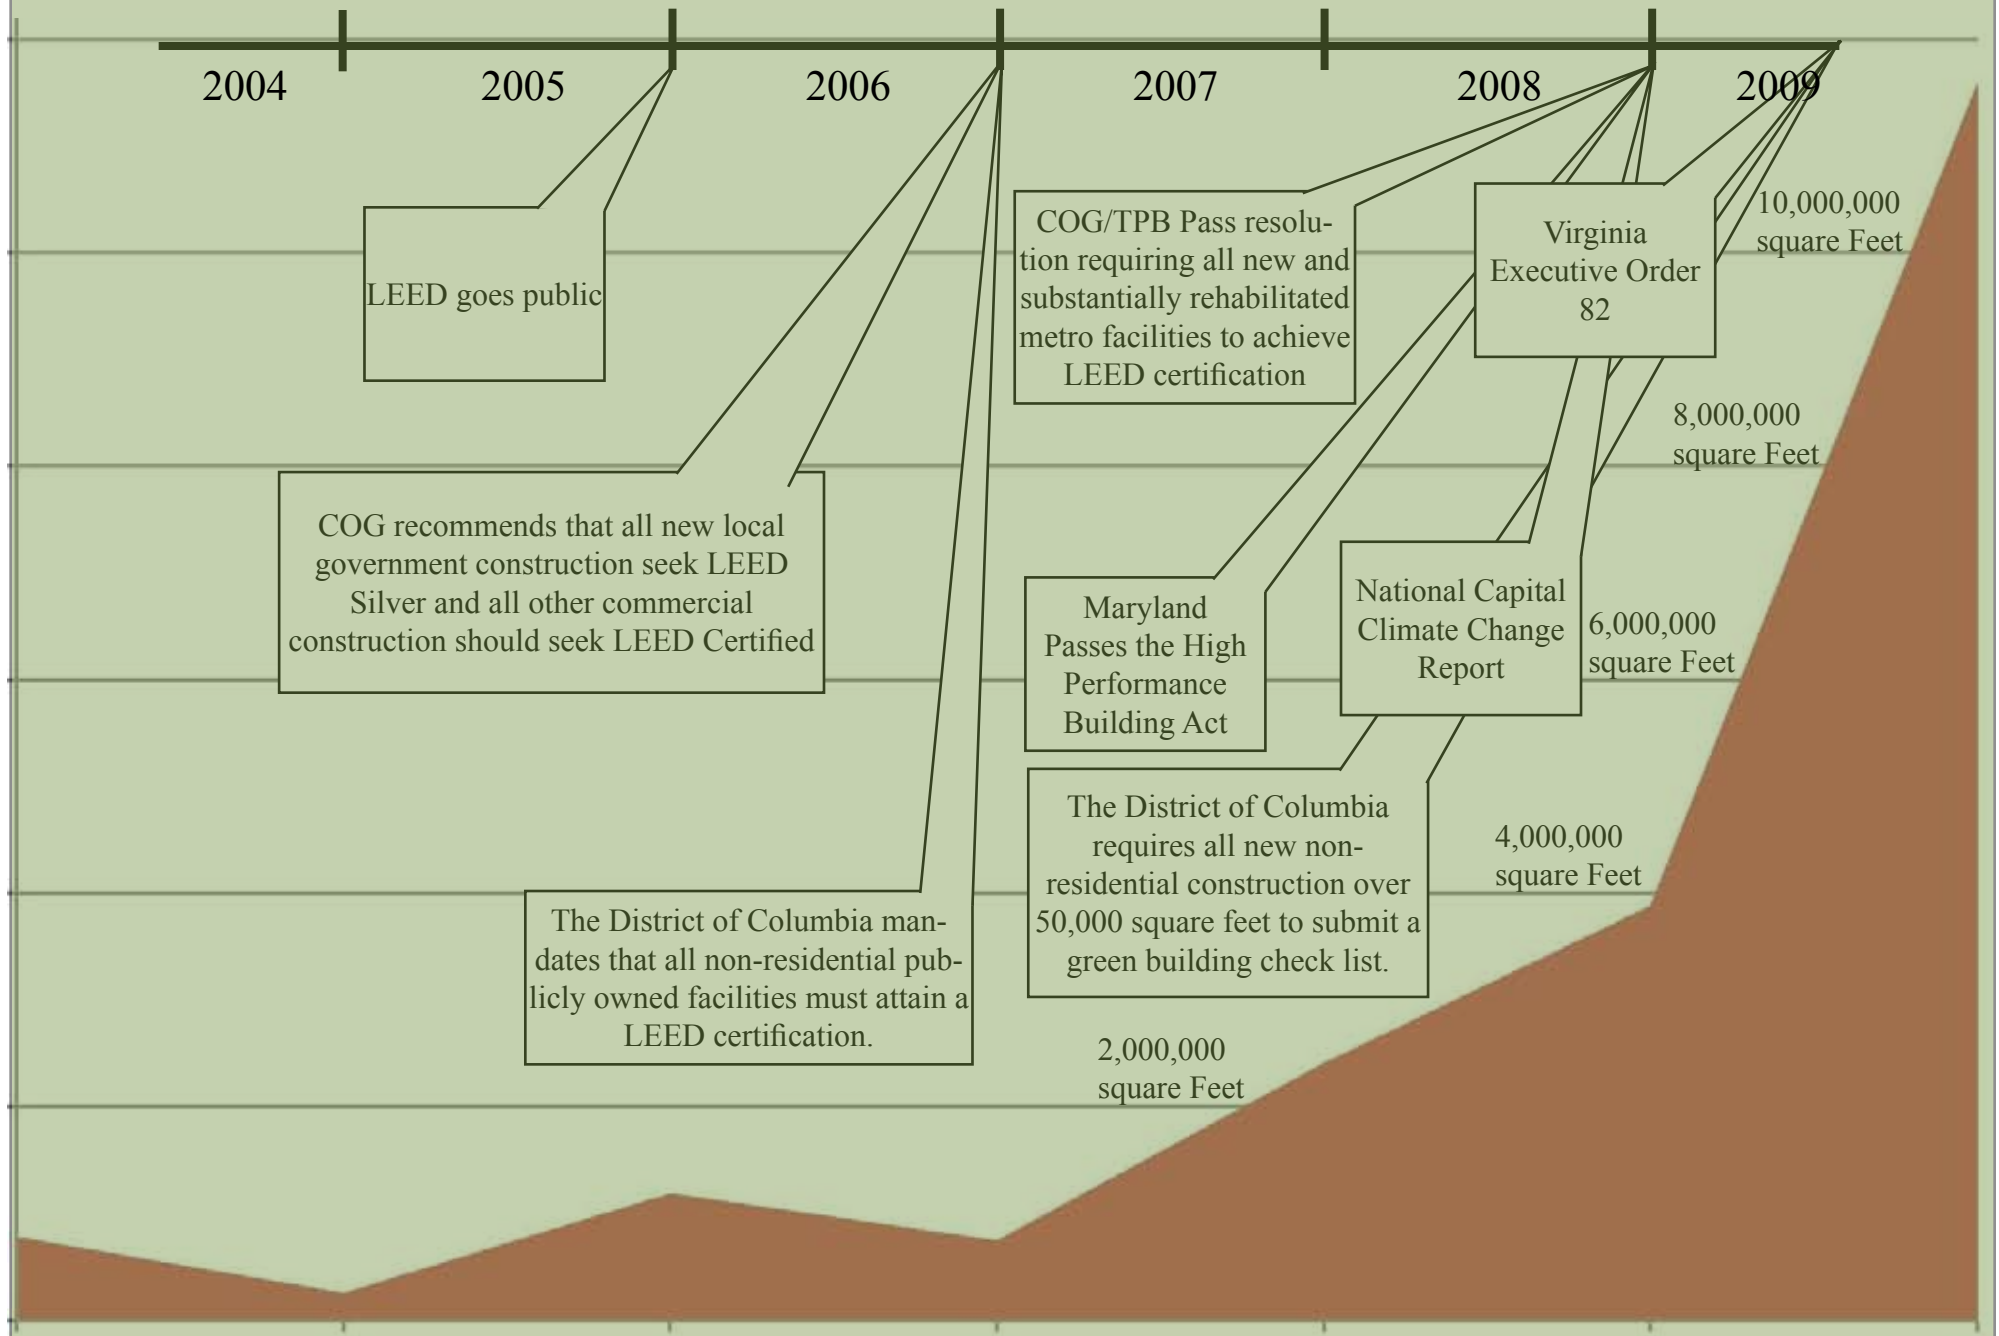 2004
2005
2006
2007
2008
2009
LEED goes public
COG/TPB Pass resolu-
tion requiring all new and
substantially rehabilitated
metro facilities to achieve
LEED certification
Virginia
Executive Order
82
10,000,000
square Feet
8,000,000
square Feet
COG recommends that all new local
government construction seek LEED
Silver and all other commercial
construction should seek LEED Certified
Maryland
Passes the High
Performance
Building Act
National Capital
Climate Change
Report
6,000,000
square Feet
The District of Columbia
requires all new non-
residential construction over
50,000 square feet to submit a
green building check list.
4,000,000
square Feet
The District of Columbia man-
dates that all non-residential pub-
licly owned facilities must attain a
LEED certification.
2,000,000
square Feet